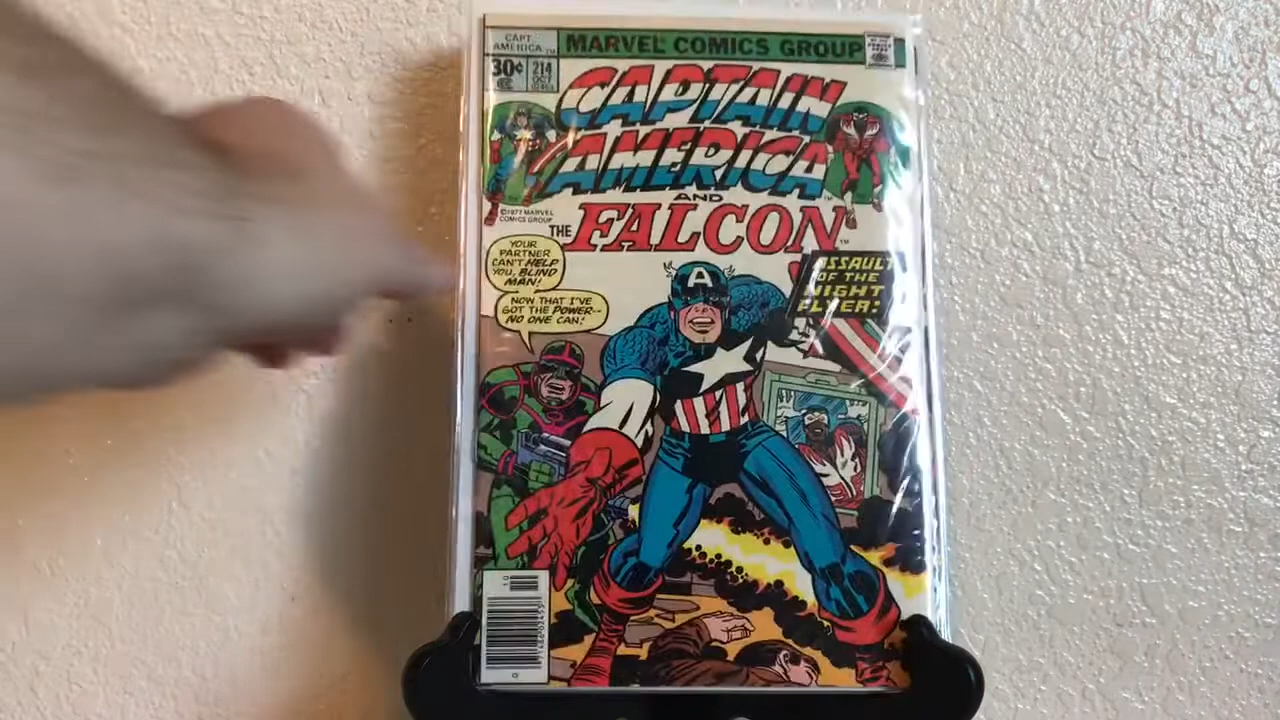 CAPT.
AMERICA
MARVEL COMICS GROUP
30¢
214
OCT
CAPTAIN
AMERICA
AND
THE FALCON
©1977 MARVEL
COMICS GROUP
YOUR
PARTNER
CAN'T HELP
YOU, BLIND
MAN!
NOW THAT I'VE
GOT THE POWER--
NO ONE CAN!
ASSAULT
OF THE
NIGHT
FLYER!
A
10
0